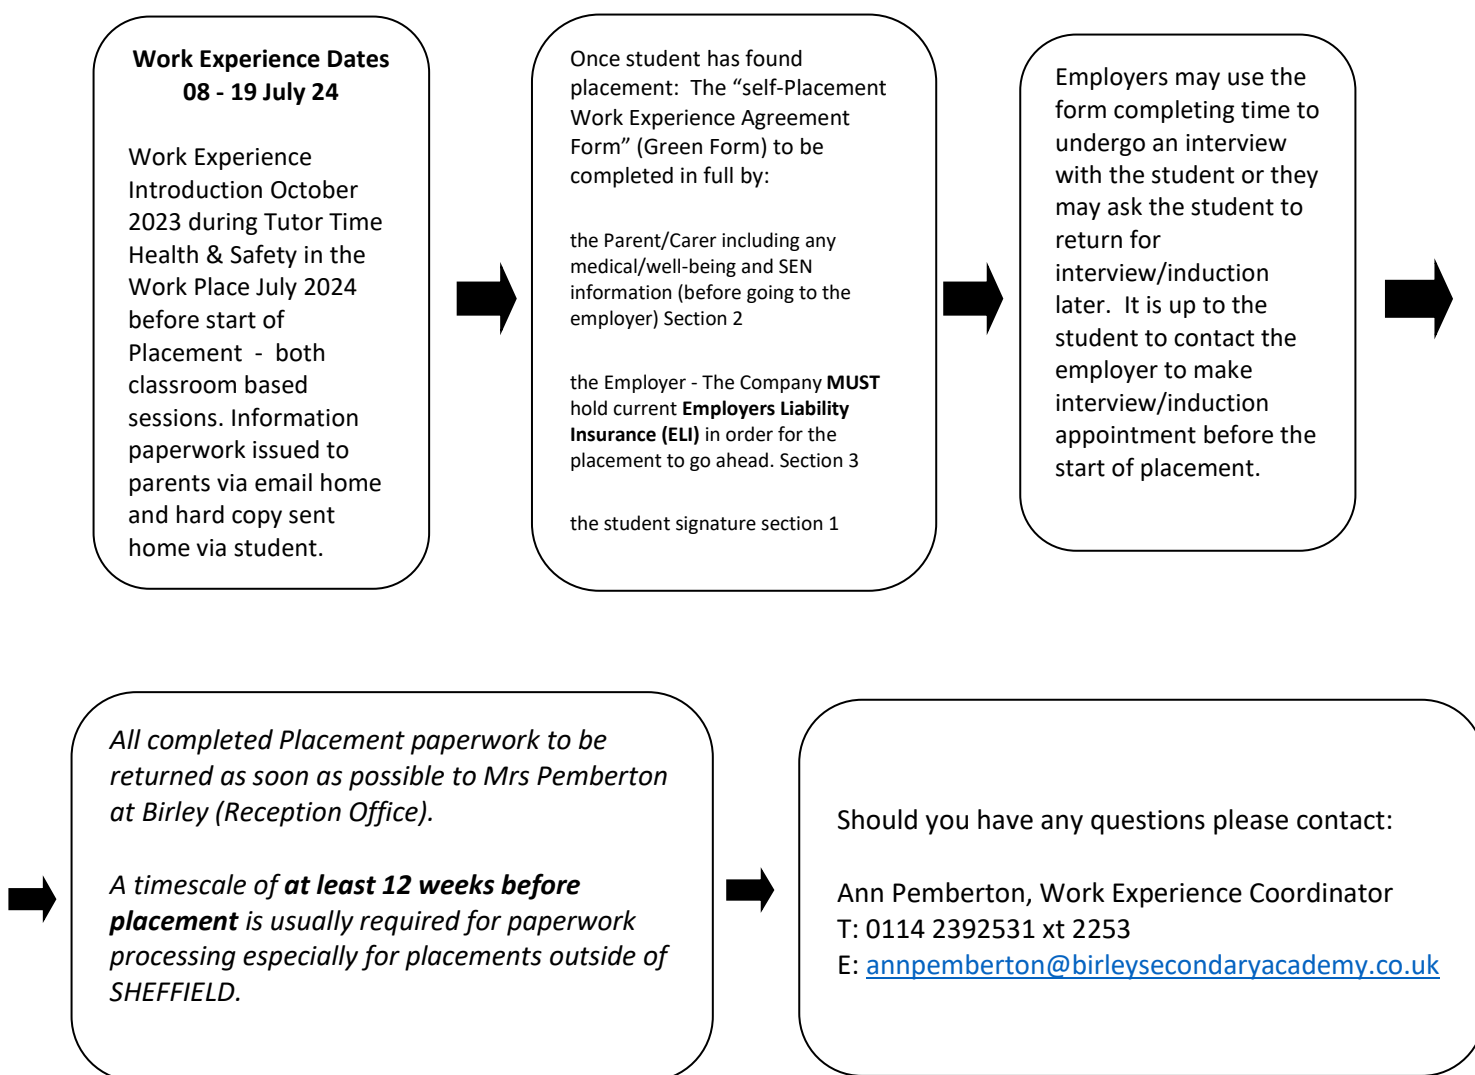 Work Experience Dates
08 - 19 July 24
Work Experience
Introduction October
2023 during Tutor Time
Health & Safety in the
Work Place July 2024
before start of
Placement  -  both
classroom based
sessions. Information
paperwork issued to
parents via email home
and hard copy sent
home via student.
Once student has found
placement:  The “self-Placement
Work Experience Agreement
Form” (Green Form) to be
completed in full by:
the Parent/Carer including any
medical/well-being and SEN
information (before going to the
employer) Section 2
the Employer - The Company MUST
hold current Employers Liability
Insurance (ELI) in order for the
placement to go ahead. Section 3
the student signature section 1
Employers may use the
form completing time to
undergo an interview
with the student or they
may ask the student to
return for
interview/induction
later.  It is up to the
student to contact the
employer to make
interview/induction
appointment before the
start of placement.
All completed Placement paperwork to be
returned as soon as possible to Mrs Pemberton
at Birley (Reception Office).
A timescale of at least 12 weeks before
placement is usually required for paperwork
processing especially for placements outside of
SHEFFIELD.
Should you have any questions please contact:
Ann Pemberton, Work Experience Coordinator
T: 0114 2392531 xt 2253
E: annpemberton@birleysecondaryacademy.co.uk